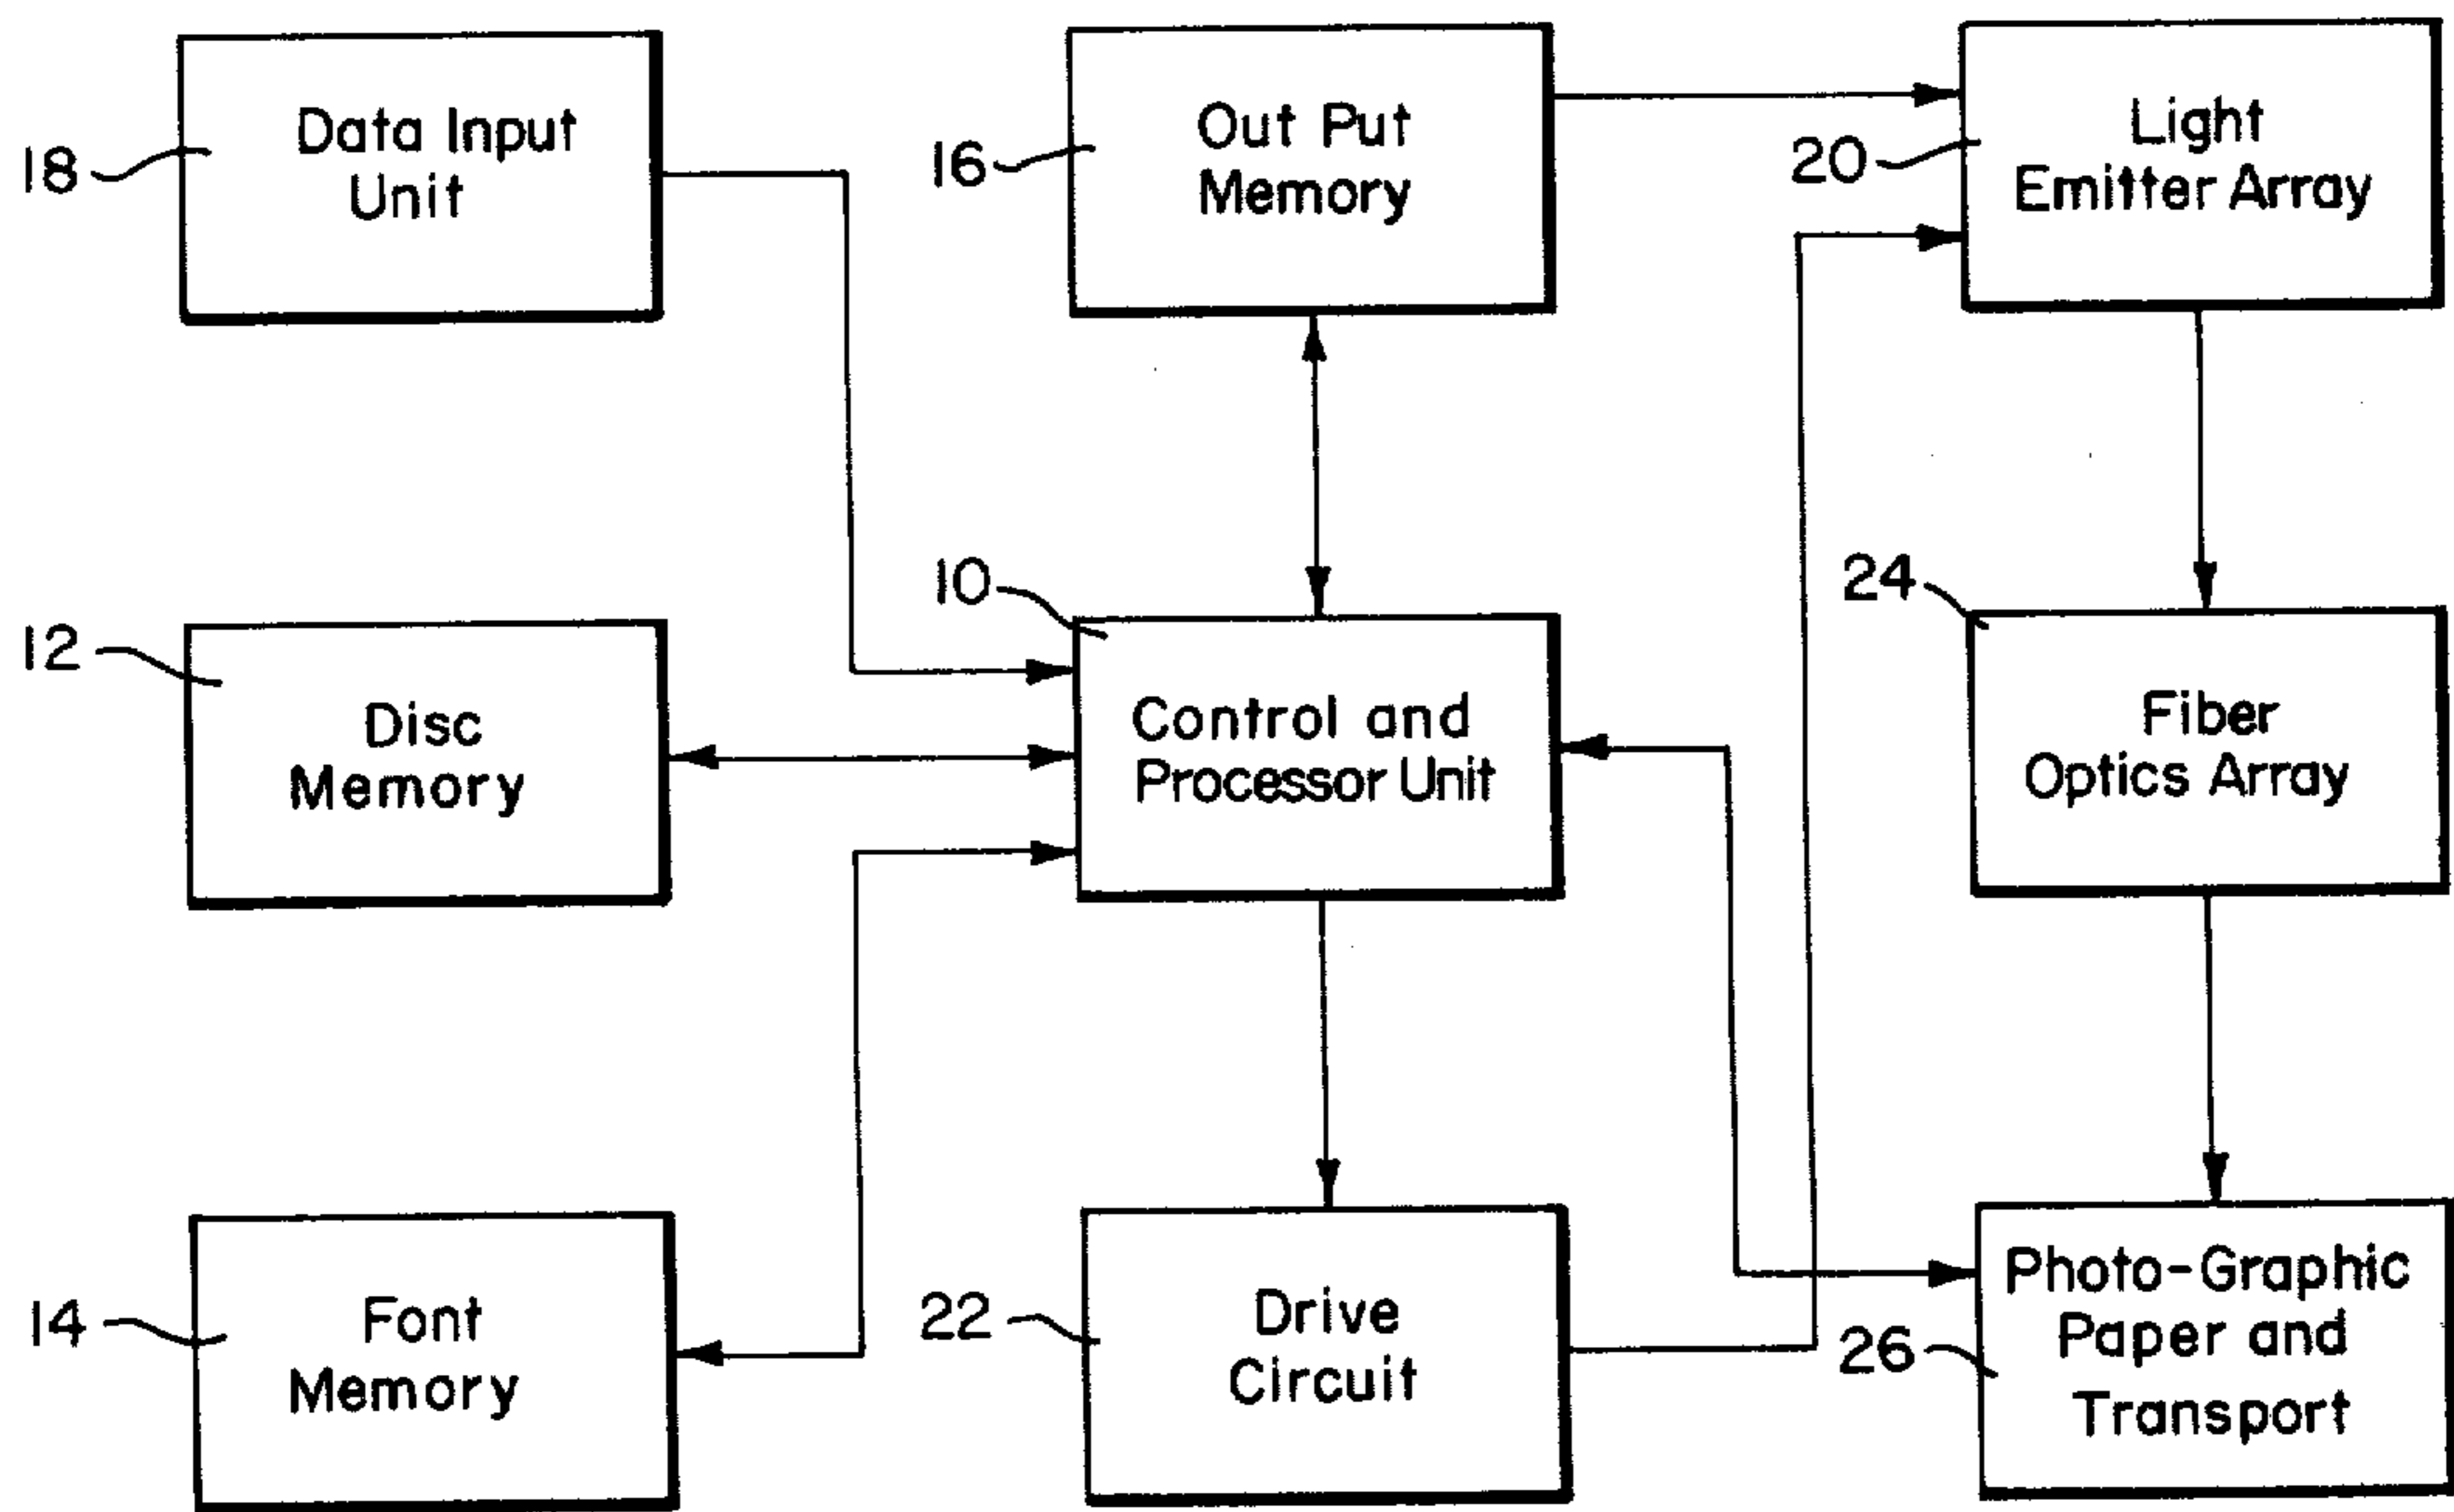 18
Data Input
Unit
16
Out Put
Memory
20
Light
Emitter Array
12
Disc
Memory
10
Control and
Processor Unit
24
Fiber
Optics Array
14
Font
Memory
22
Drive
Circuit
26
Photo-Graphic
Paper and
Transport